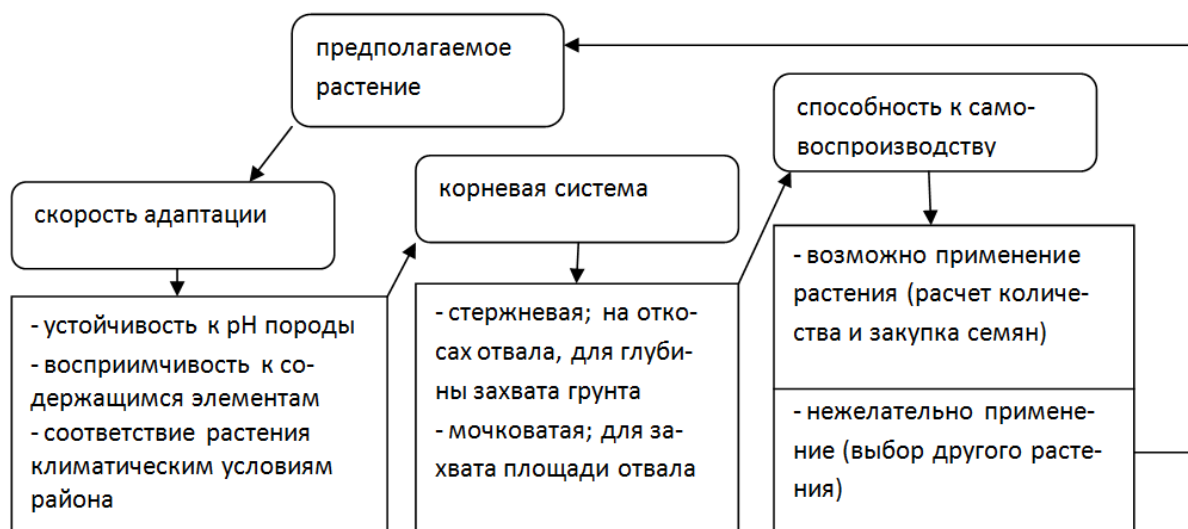 предполагаемое
растение
скорость адаптации
- устойчивость к pH породы
- восприимчивость к со-
держащимся элементам
- соответствие растения
климатическим условиям
района
корневая система
- стержневая; на отко-
сах отвала, для глуби-
ны захвата грунта
- мочковатая; для за-
хвата площади отвала
способность к само-
воспроизводству
- возможно применение
растения (расчет количе-
ства и закупка семян)
- нежелательно примене-
ние (выбор другого расте-
ния)